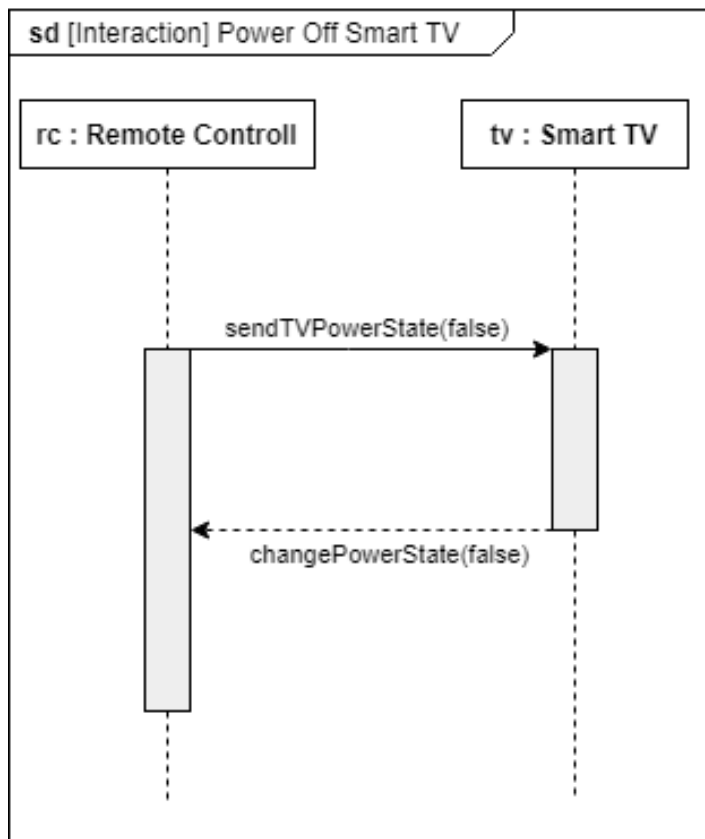 sd [Interaction] Power Off Smart TV
rc : Remote Controll
tv : Smart TV
sendTVPowerState(false)
changePowerState(false)